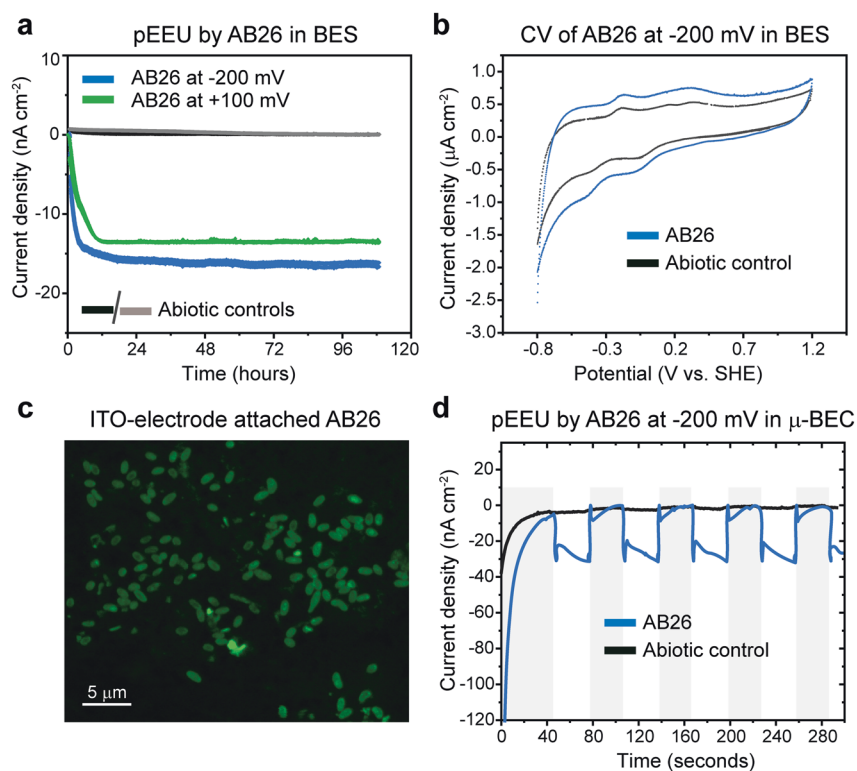 a
pEEU by AB26 in BES
Current density (nA cm-2)
10
0
-10
-20
AB26 at -200 mV
AB26 at +100 mV
Abiotic controls
0
24
48
72
96
120
Time (hours)
b
CV of AB26 at -200 mV in BES
Current density (µA cm-2)
1.0
0.5
0.0
-0.5
-1.0
-1.5
-2.0
-2.5
-3.0
AB26
Abiotic control
-0.8
-0.3
0.2
0.7
1.2
Potential (V vs. SHE)
c
ITO-electrode attached AB26
5 µm
d
pEEU by AB26 at -200 mV in µ-BEC
Current density (nA cm-2)
20
0
-20
-40
-60
-80
-100
-120
AB26
Abiotic control
0
40
80
120
160
200
240
280
Time (seconds)